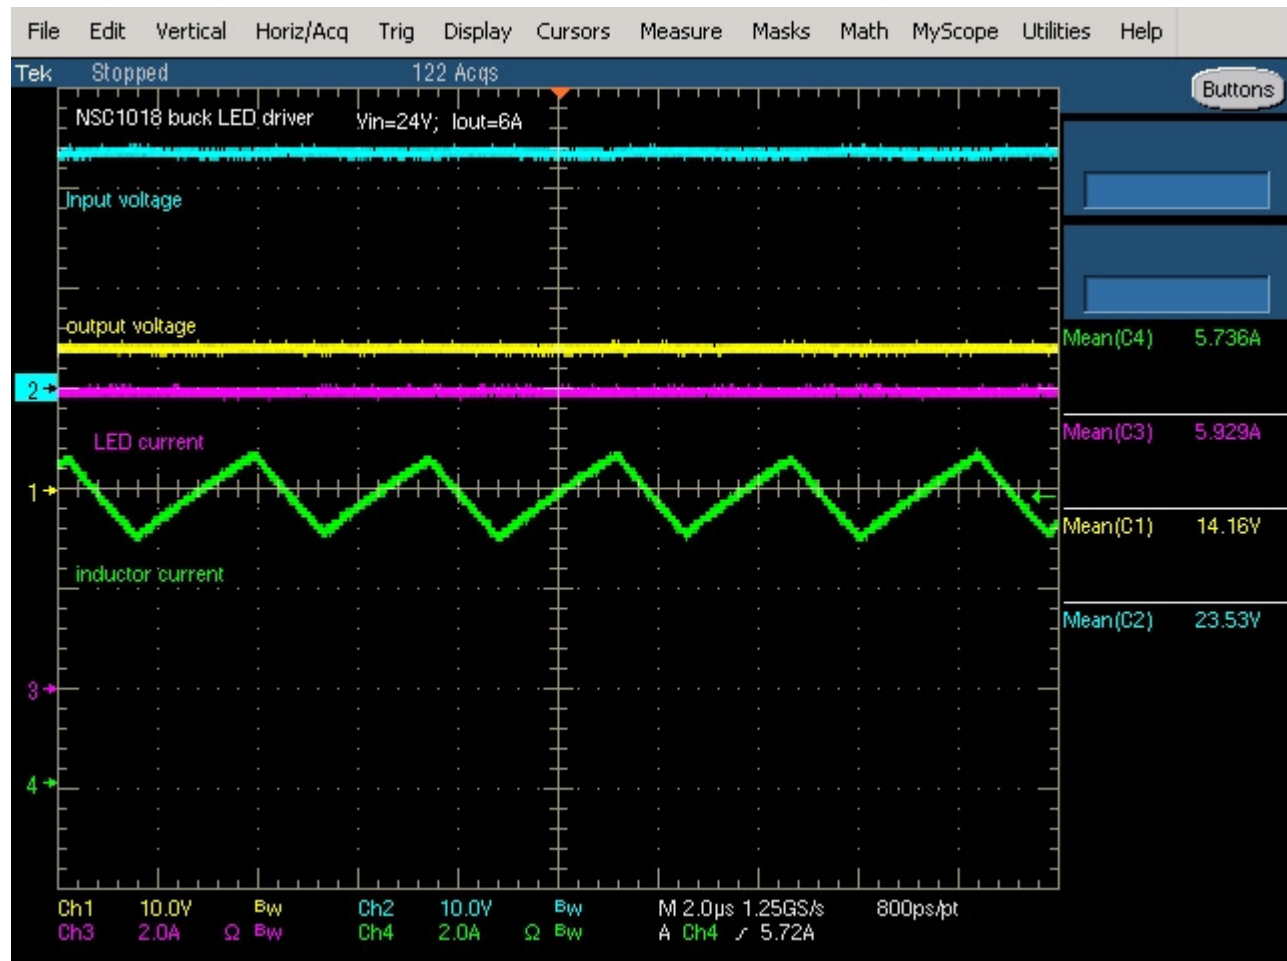 File Edit Vertical Horiz/Acq Trig Display Cursors Measure Masks Math MyScope Utilities Help
Tek Stopped 122 Acqs
Buttons
NSC1018 buck LED driver Vin=24V; Iout=6A
Input voltage
output voltage
Mean(C4) 5.736A
2
LED current
Mean(C3) 5.929A
1
Mean(C1) 14.16V
inductor current
Mean(C2) 23.53V
3
4
Ch1 10.0V Bw Ch2 10.0V Bw M 2.0µs 1.25GS/s 800ps/pt
Ch3 2.0A Ω Bw Ch4 2.0A Ω Bw A Ch4 5.72A